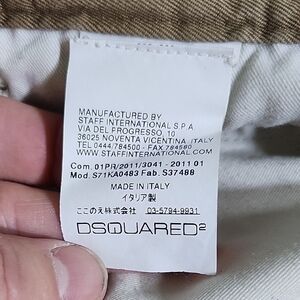 MANUFACTURED BY
STAFF INTERNATIONAL S.P.A
VIA DEL PROGRESSO, 10
36025 NOVENTA VICENTINA ITALY
TEL 0444/784500 - FAX 784580
WWW.STAFFINTERNATIONAL.COM
Com. 01PR/2011/3041 - 2011 01
Mod. S71KA0483 Fab. S37488
MADE IN ITALY
イタリア製
ここのえ株式会社 03-5794-9931
DSQUARED²